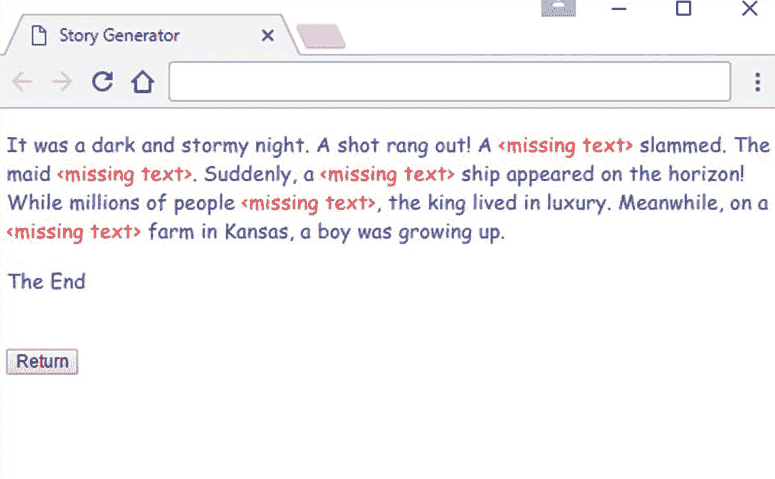 Story Generator
It was a dark and stormy night. A shot rang out! A <missing text> slammed. The
maid <missing text>. Suddenly, a <missing text> ship appeared on the horizon!
While millions of people <missing text>, the king lived in luxury. Meanwhile, on a
<missing text> farm in Kansas, a boy was growing up.
The End
Return